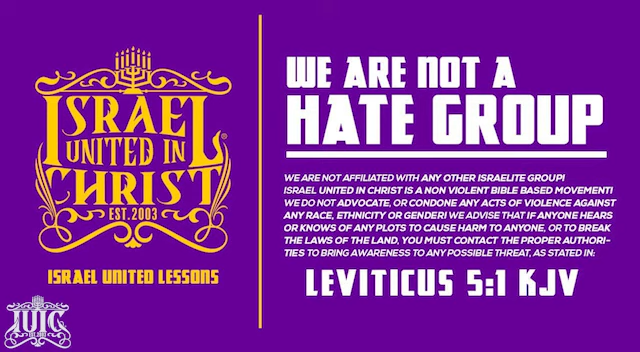 ISRAEL®
UNITED IN
CHRIST
EST. 2003
ISRAEL UNITED LESSONS
IUIC
WE ARE NOT A
HATE GROUP
WE ARE NOT AFFILIATED WITH ANY OTHER ISRAELITE GROUP!
ISRAEL UNITED IN CHRIST IS A NON VIOLENT BIBLE BASED MOVEMENT!
WE DO NOT ADVOCATE, OR CONDONE ANY ACTS OF VIOLENCE AGAINST
ANY RACE, ETHNICITY OR GENDER! WE ADVISE THAT IF ANYONE HEARS
OR KNOWS OF ANY PLOTS TO CAUSE HARM TO ANYONE, OR TO BREAK
THE LAWS OF THE LAND, YOU MUST CONTACT THE PROPER AUTHORI-
TIES TO BRING AWARENESS TO ANY POSSIBLE THREAT, AS STATED IN:
LEVITICUS 5:1 KJV